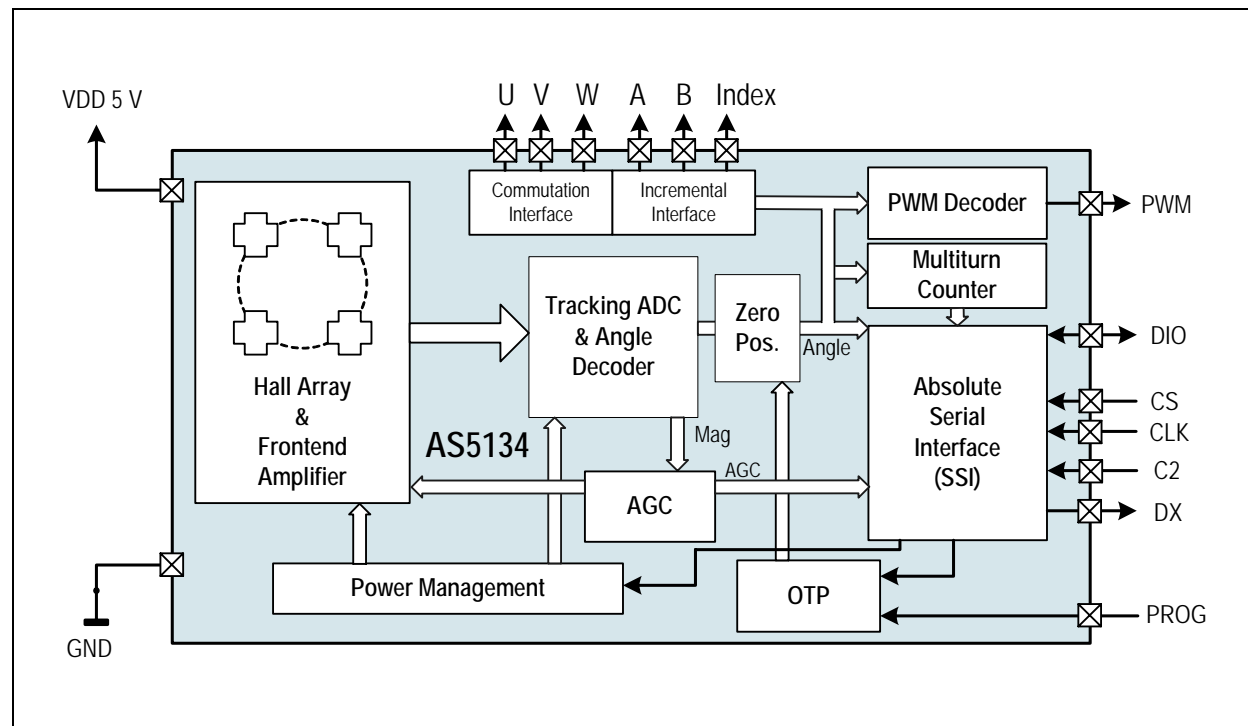 VDD 5 V
U V W A B Index
Commutation
Interface
Incremental
Interface
PWM Decoder
PWM
Multiturn
Counter
Tracking ADC
& Angle
Decoder
Zero
Pos.
Angle
Hall Array
&
Frontend
Amplifier
AS5134
Mag
AGC
AGC
Absolute
Serial
Interface
(SSI)
DIO
CS
CLK
C2
DX
Power Management
OTP
PROG
GND